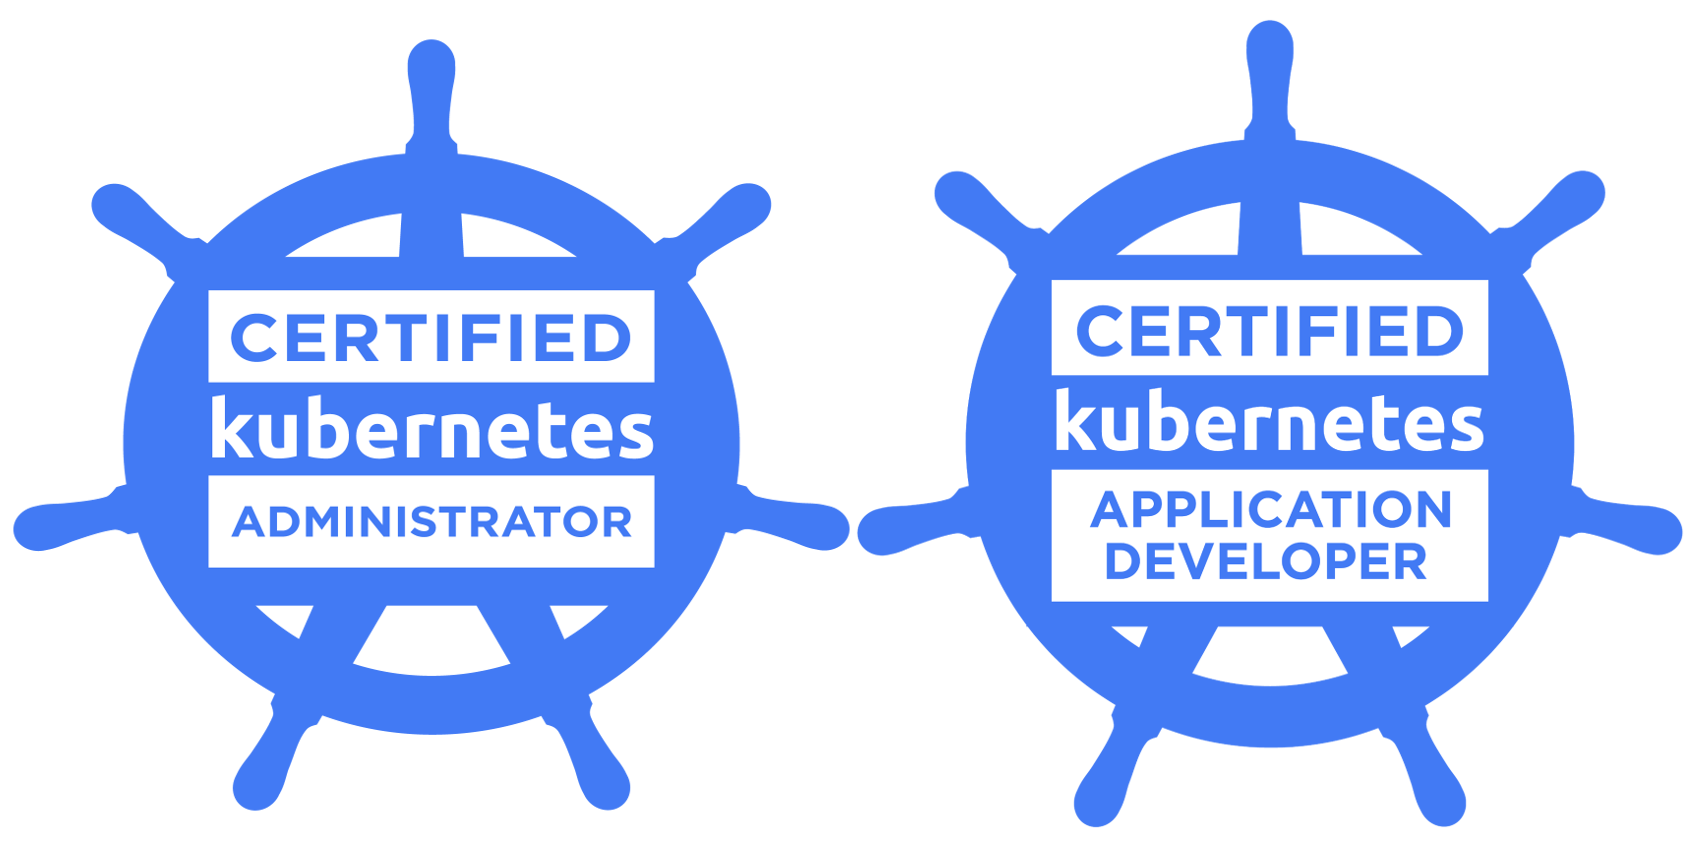 CERTIFIED
kubernetes
ADMINISTRATOR
CERTIFIED
kubernetes
APPLICATION
DEVELOPER